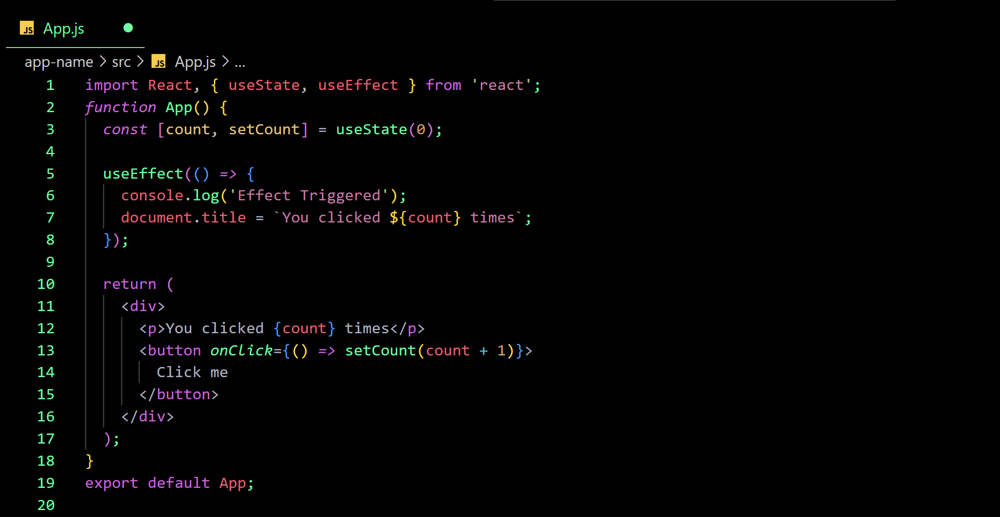 JS App.js
app-name > src > JS App.js > ...
1 import React, { useState, useEffect } from 'react';
2 function App() {
3   const [count, setCount] = useState(0);
4
5   useEffect(() => {
6     console.log('Effect Triggered');
7     document.title = `You clicked ${count} times`;
8   });
9
10   return (
11     <div>
12       <p>You clicked {count} times</p>
13       <button onClick={() => setCount(count + 1)}>
14         Click me
15       </button>
16     </div>
17   );
18 }
19 export default App;
20